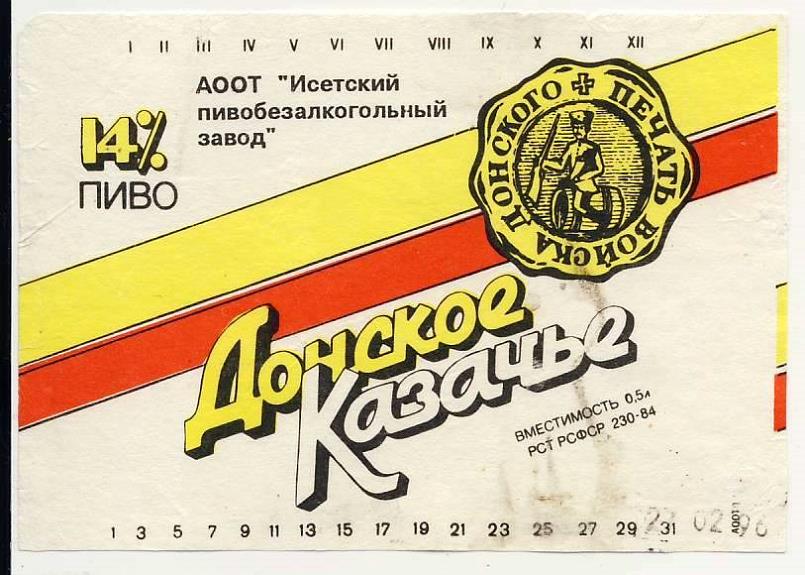 I II III IV V VI VII VIII IX X XI XII
АООТ "Исетский
пивобезалкогольный
завод"
14%
ПИВО
ПЕЧАТЬ ВОЙСКА ДОНСКОГО
Донское
Казачье
ВМЕСТИМОСТЬ 0,5л
РСТ РСФСР 230-84
1 3 5 7 9 11 13 15 17 19 21 23 25 27 29 31
02 96